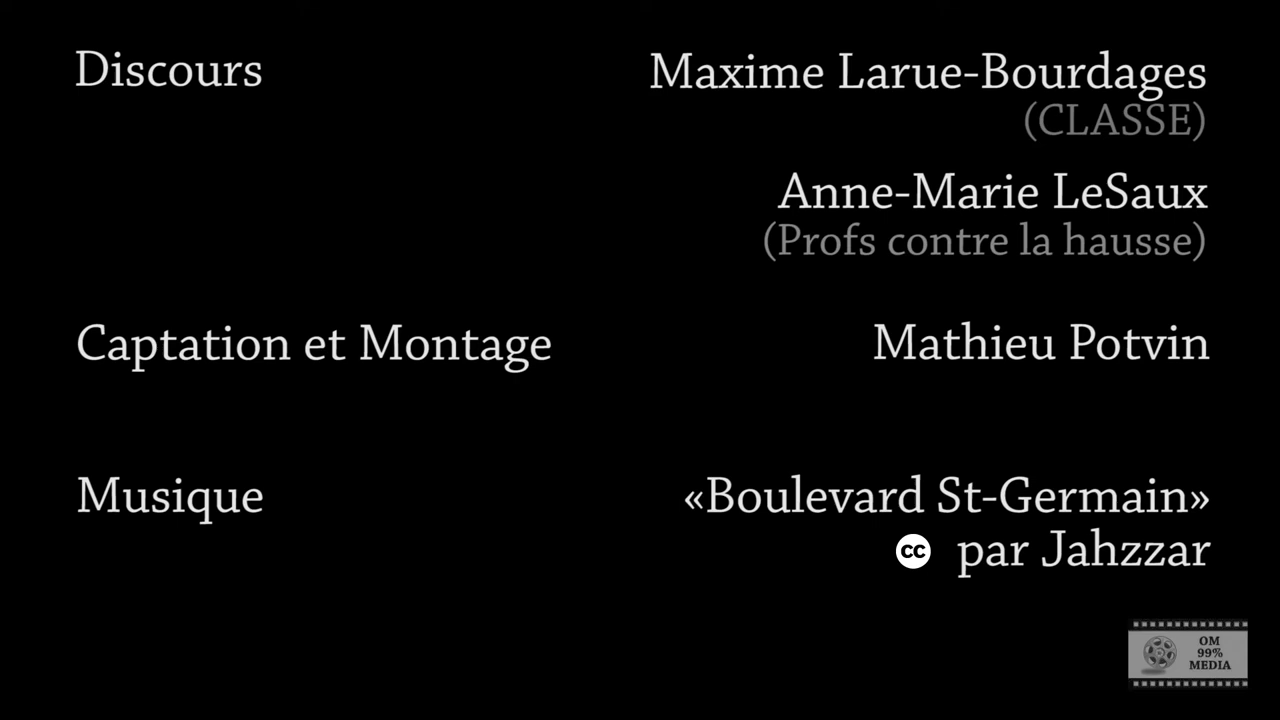 Discours
Maxime Larue-Bourdages
(CLASSE)
Anne-Marie LeSaux
(Profs contre la hausse)
Captation et Montage
Mathieu Potvin
Musique
«Boulevard St-Germain»
cc par Jahzzar
OM
99%
MEDIA